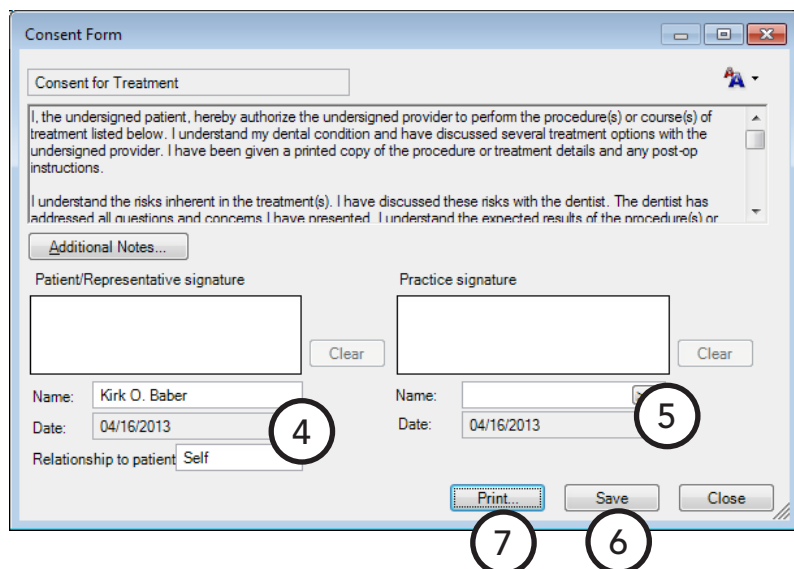 Consent Form
Consent for Treatment
I, the undersigned patient, hereby authorize the undersigned provider to perform the procedure(s) or course(s) of
treatment listed below. I understand my dental condition and have discussed several treatment options with the
undersigned provider. I have been given a printed copy of the procedure or treatment details and any post-op
instructions.
I understand the risks inherent in the treatment(s). I have discussed these risks with the dentist. The dentist has
addressed all questions and concerns I have presented. I understand the expected results of the procedure(s) or
Additional Notes...
Patient/Representative signature
Practice signature
Clear
Clear
Name: Kirk O. Baber
Name:
Date: 04/16/2013
Date: 04/16/2013
4
5
Relationship to patient Self
Print...
Save
Close
7
6